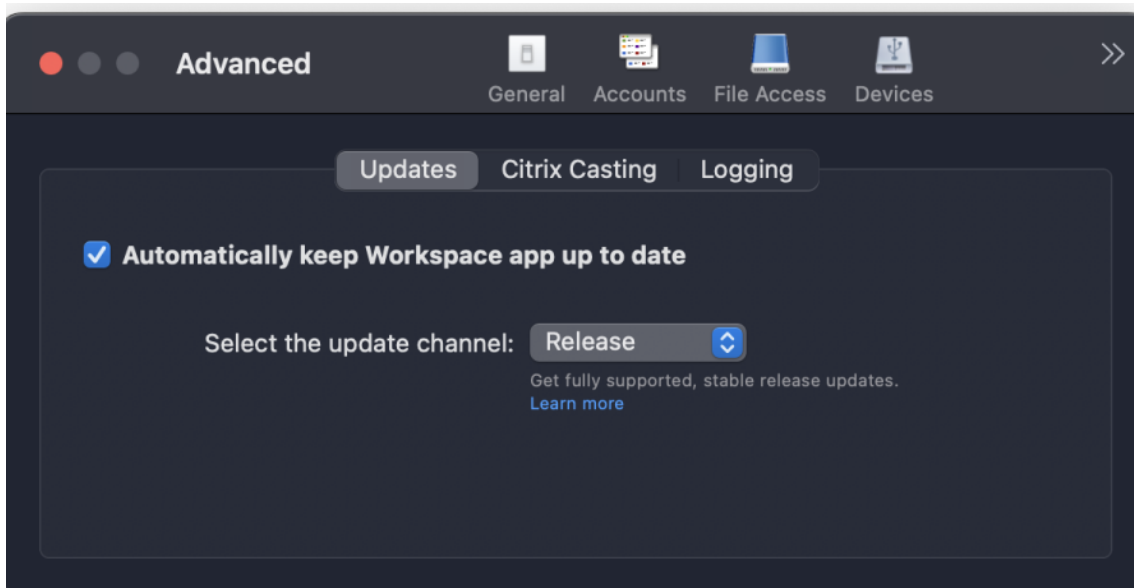 Advanced
General Accounts File Access Devices
Updates Citrix Casting Logging
Automatically keep Workspace app up to date
Select the update channel: Release
Get fully supported, stable release updates.
Learn more